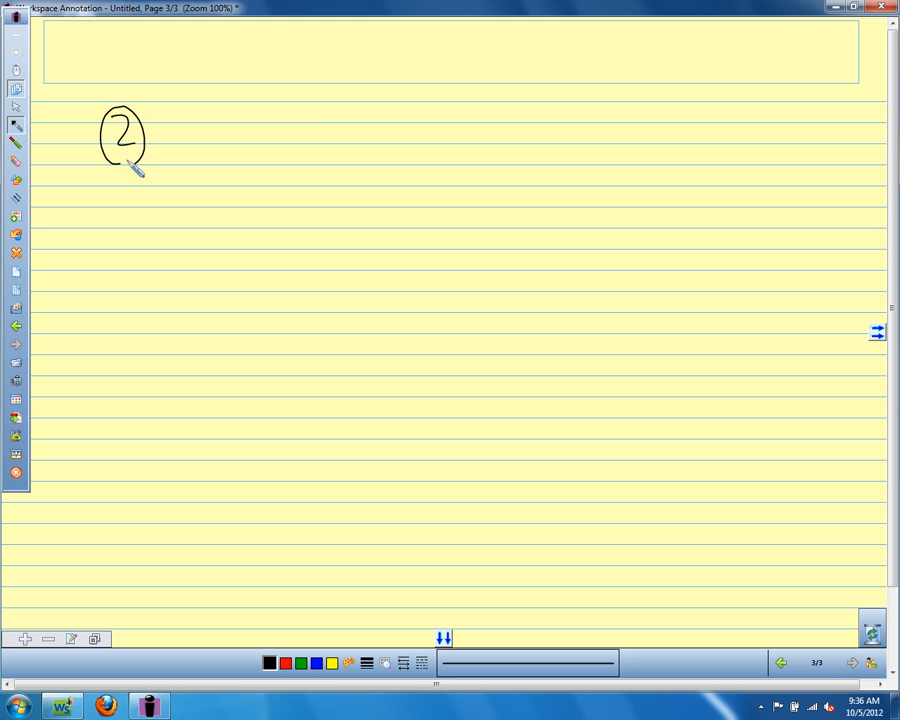 Workspace Annotation - Untitled, Page 3/3 (Zoom 100%) *
2
3/3
9:36 AM
10/5/2012